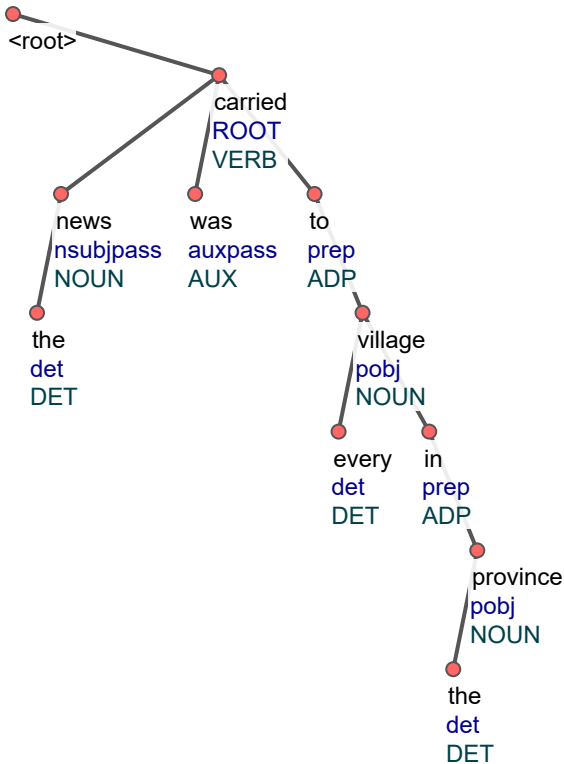 <root>
carried
ROOT
VERB
news
nsubjpass
NOUN
was
auxpass
AUX
to
prep
ADP
the
det
DET
village
pobj
NOUN
every
det
DET
in
prep
ADP
province
pobj
NOUN
the
det
DET